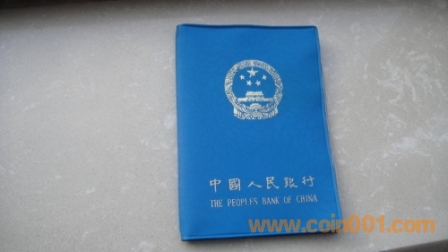 中國人民銀行
THE PEOPLE'S BANK OF CHINA
www.coin001.com